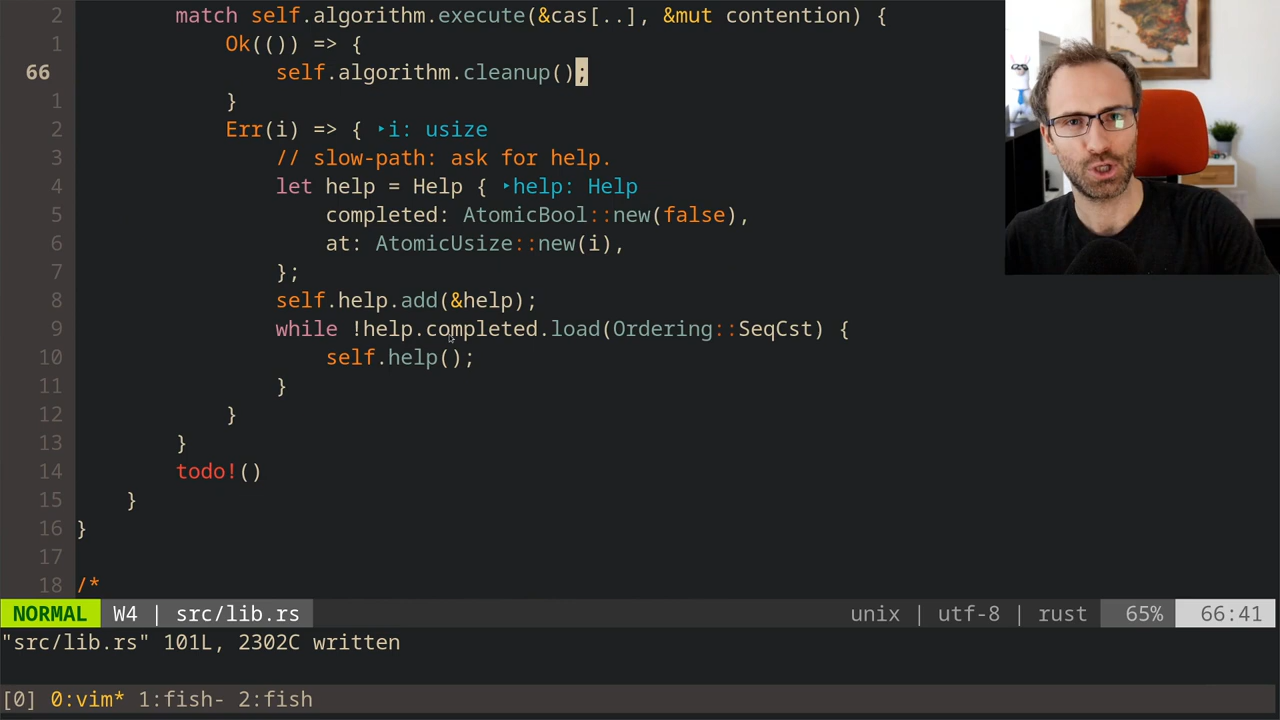 2 match self.algorithm.execute(&cas[..], &mut contention) {
1 Ok(()) => {
66 self.algorithm.cleanup();
1 }
2 Err(i) => { ‣i: usize
3 // slow-path: ask for help.
4 let help = Help { ‣help: Help
5 completed: AtomicBool::new(false),
6 at: AtomicUsize::new(i),
7 };
8 self.help.add(&help);
9 while !help.completed.load(Ordering::SeqCst) {
10 self.help();
11 }
12 }
13 }
14 todo!()
15 }
16 }
17
18 /*
NORMAL W4 | src/lib.rs unix | utf-8 | rust 65% 66:41
"src/lib.rs" 101L, 2302C written
[0] 0:vim* 1:fish- 2:fish